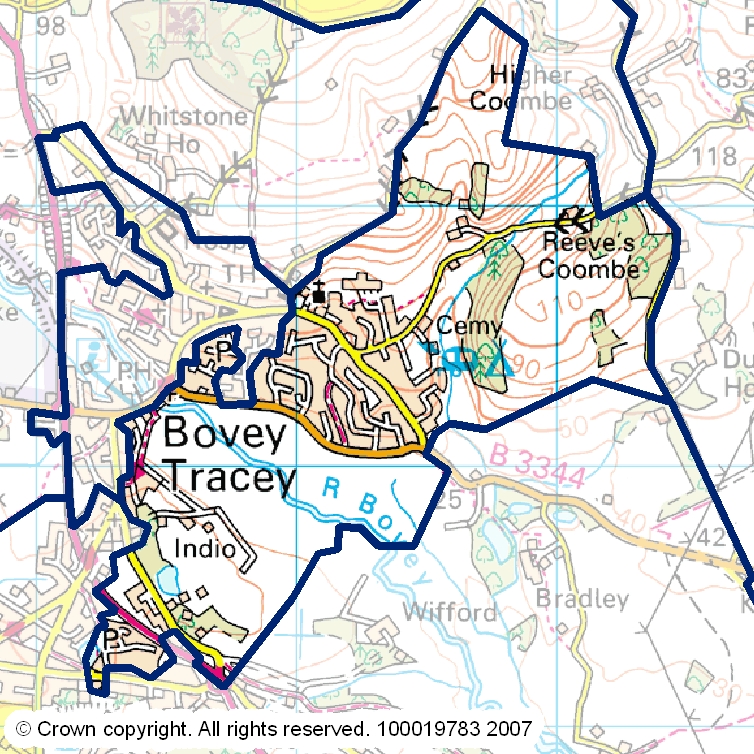 98
Higher
Coombe
83
Whitstone
Ho
118
Reeve's
Coombe
TH
210
Cemy
P
PH
90
Du
Ho
50
Bovey
Tracey
B 3344
R Bovey
25
40
42
Indio
Wifford
Bradley
P
© Crown copyright. All rights reserved. 100019783 2007